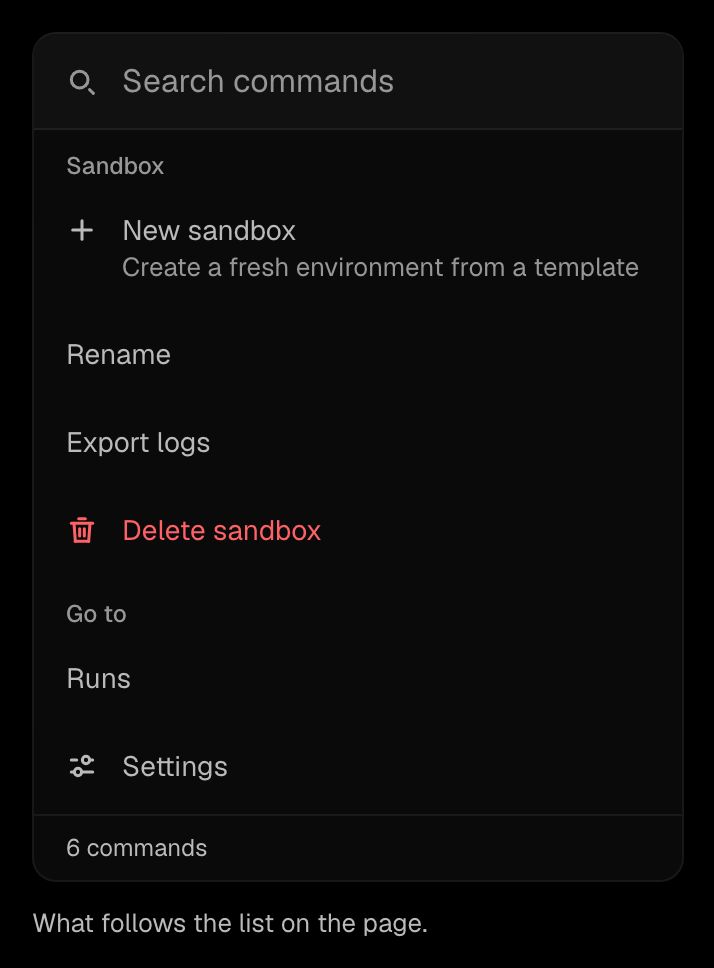 Search commands
Sandbox
New sandbox
Create a fresh environment from a template
Rename
Export logs
Delete sandbox
Go to
Runs
Settings
6 commands
What follows the list on the page.